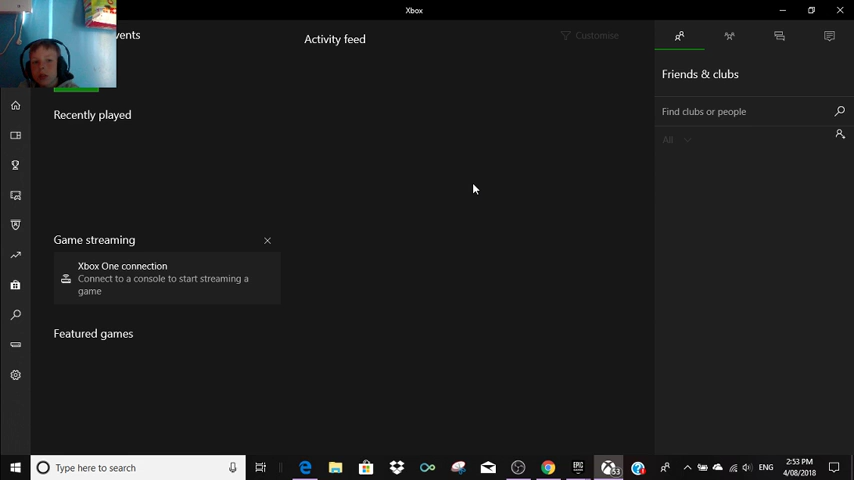 Xbox
vents
Activity feed
Customise
Friends & clubs
Recently played
Find clubs or people
All
Game streaming
Xbox One connection
Connect to a console to start streaming a
game
Featured games
Type here to search
EPIC
53
ENG
2:53 PM
4/08/2018